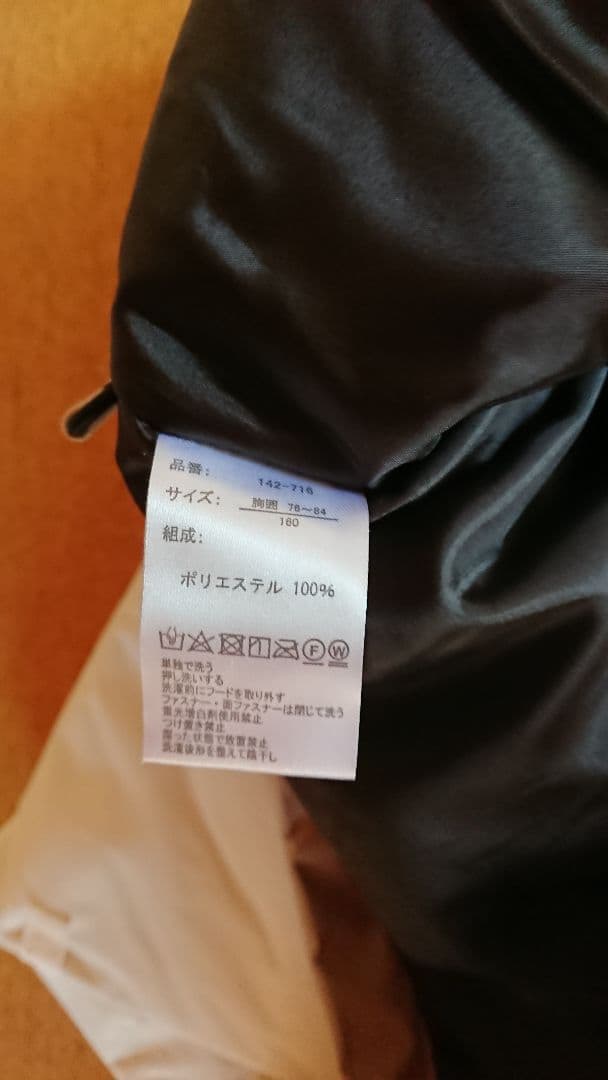 品番: 142-716
サイズ: 胸囲 76～84
160
組成:
ポリエステル 100%
F W
単独で洗う
押し洗いする
洗濯前にフードを取り外す
ファスナー・面ファスナーは閉じて洗う
蛍光増白剤使用禁止
つけ置き禁止
湿った状態で放置禁止
洗濯後形を整えて陰干し